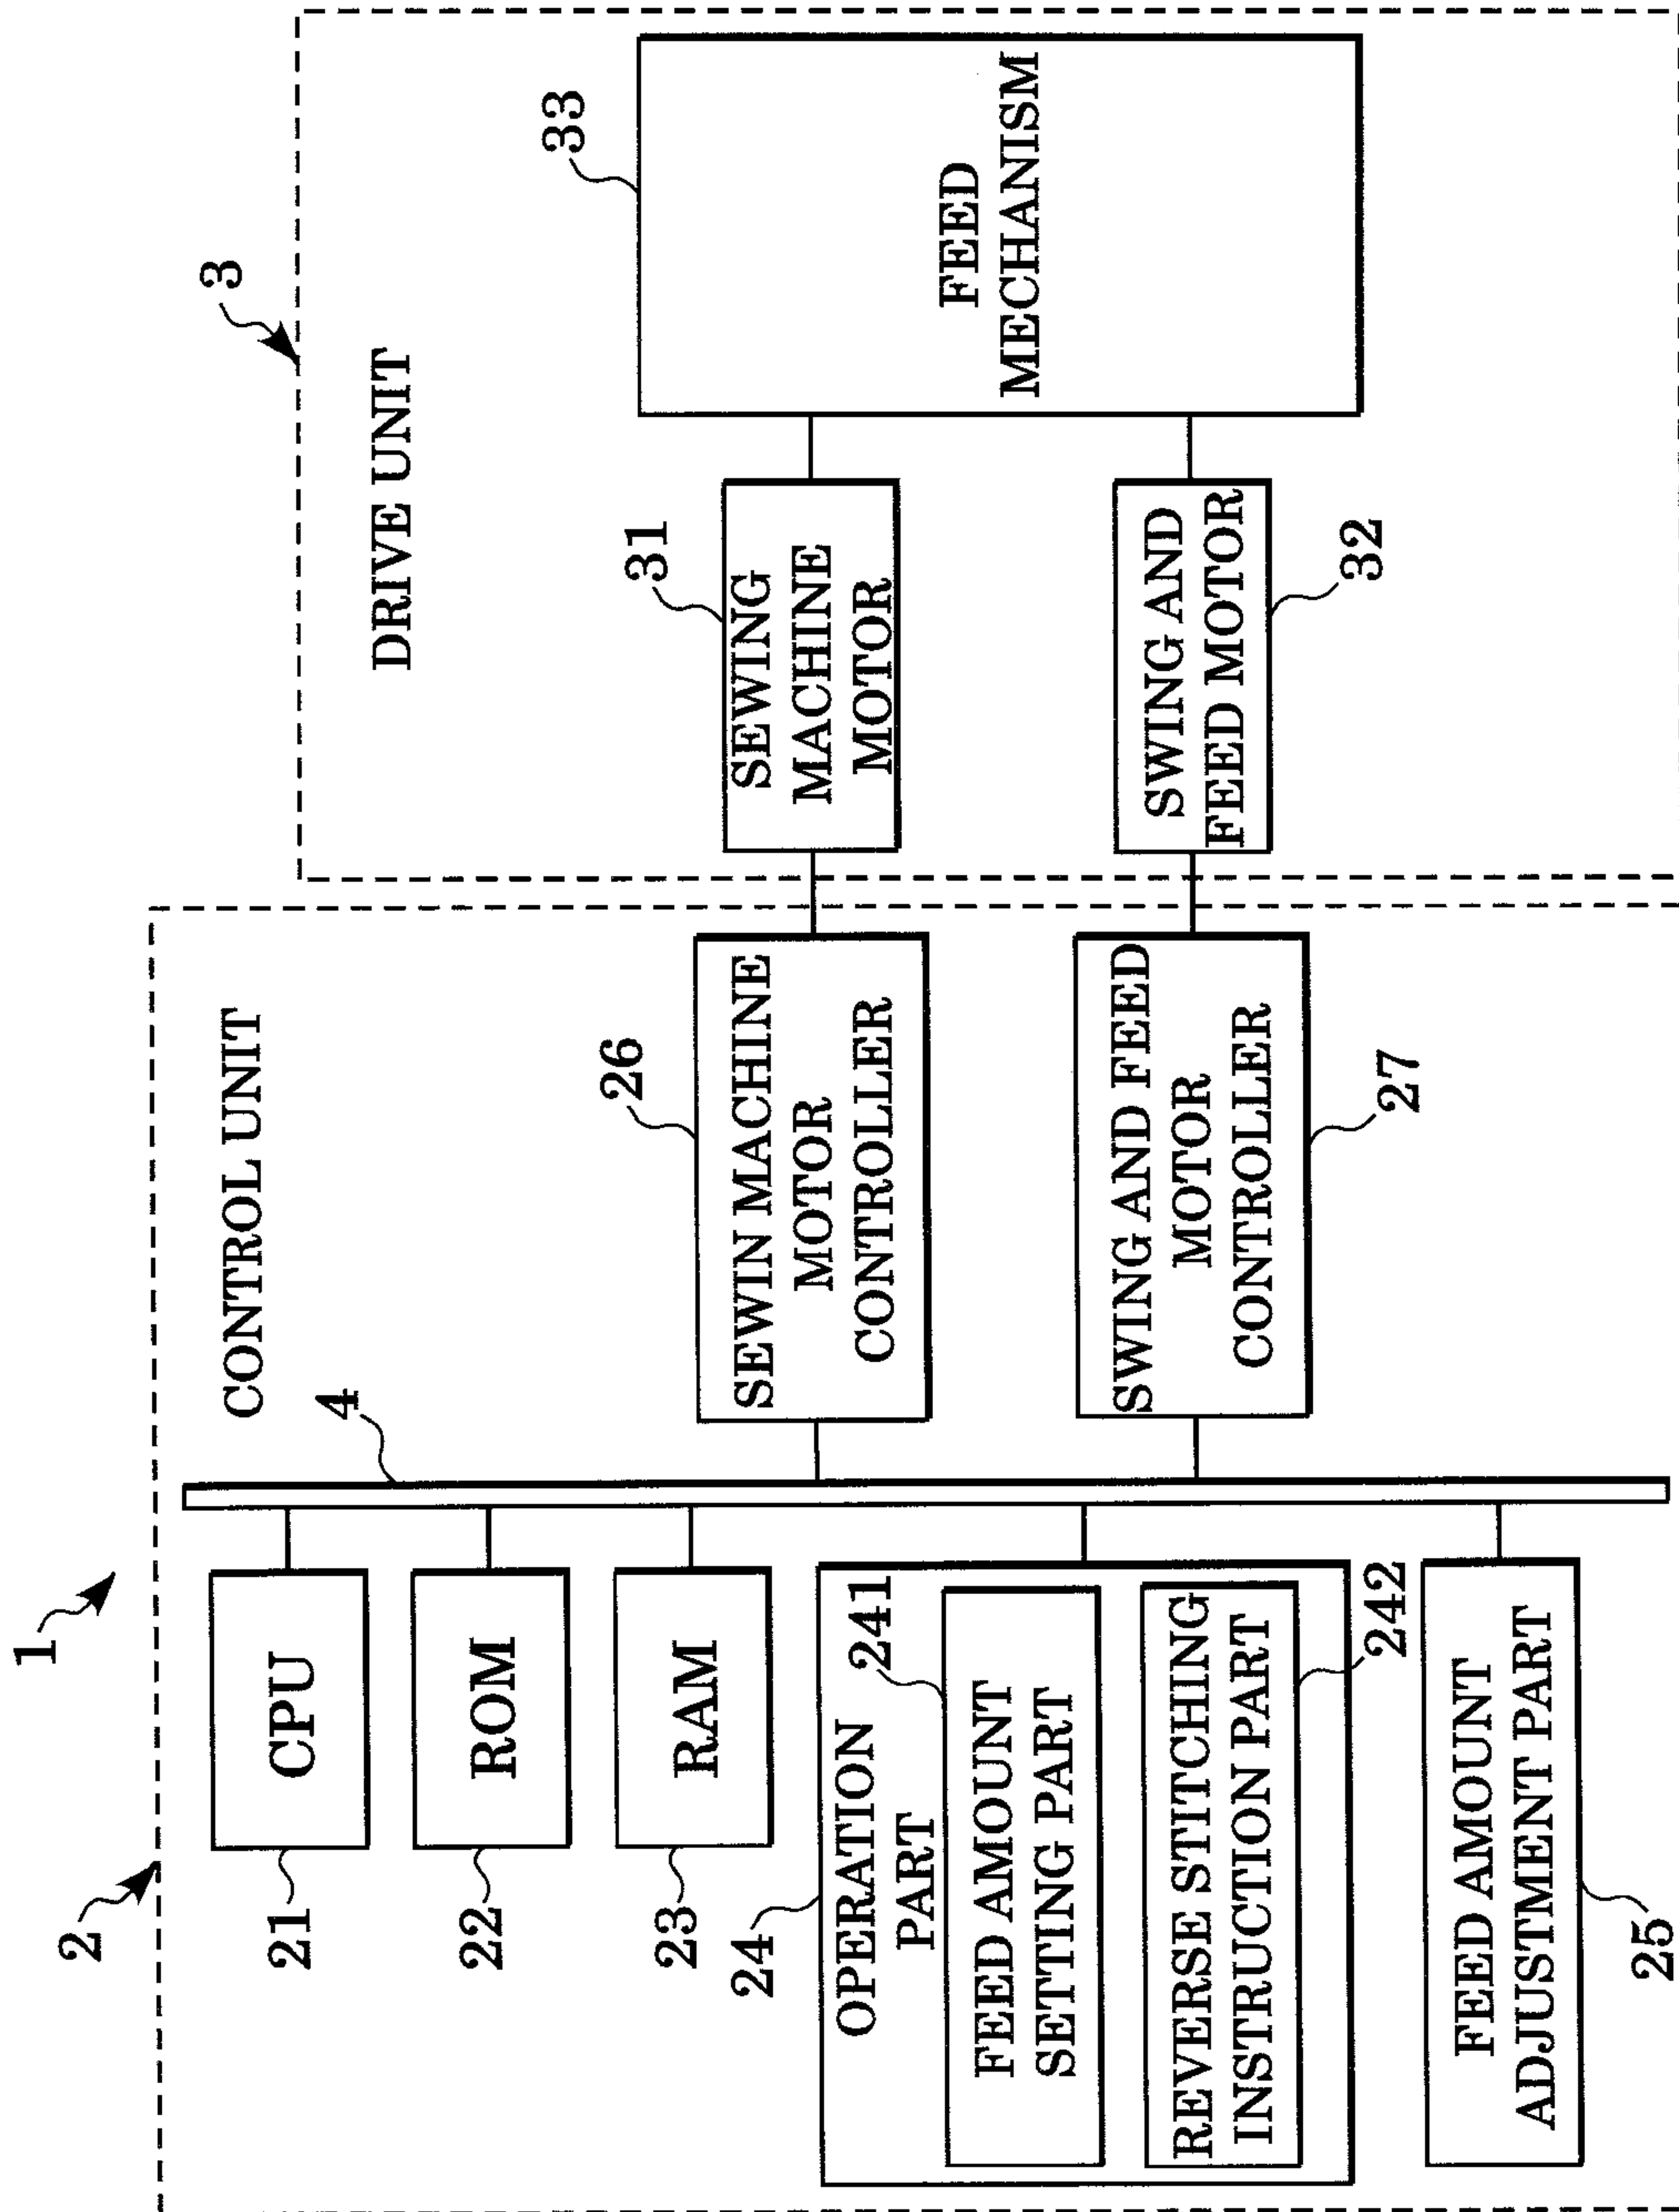 1
2
CONTROL UNIT
3
DRIVE UNIT
4
21
CPU
22
ROM
23
RAM
24
OPERATION
PART
241
FEED AMOUNT
SETTING PART
REVERSE STITCHING
INSTRUCTION PART
242
FEED AMOUNT
ADJUSTMENT PART
25
26
SEWIN MACHINE
MOTOR
CONTROLLER
SWING AND FEED
MOTOR
CONTROLLER
27
31
SEWING
MACHINE
MOTOR
SWING AND
FEED MOTOR
32
33
FEED
MECHANISM